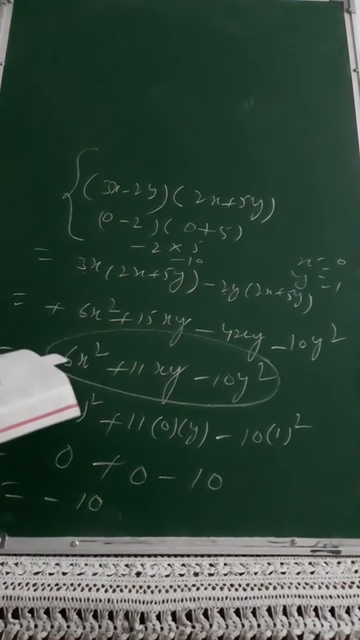 (3x-2y)(2x+5y)
(0-2)(0+5)
-2×5
-10
x=0
y=1
= 3x(2x+5y)-2y(2x+5y)
= +6x²+15xy-4xy-10y²
6x²+11xy-10y²
)²+11(0)(y)-10(1)²
0+0-10
= -10